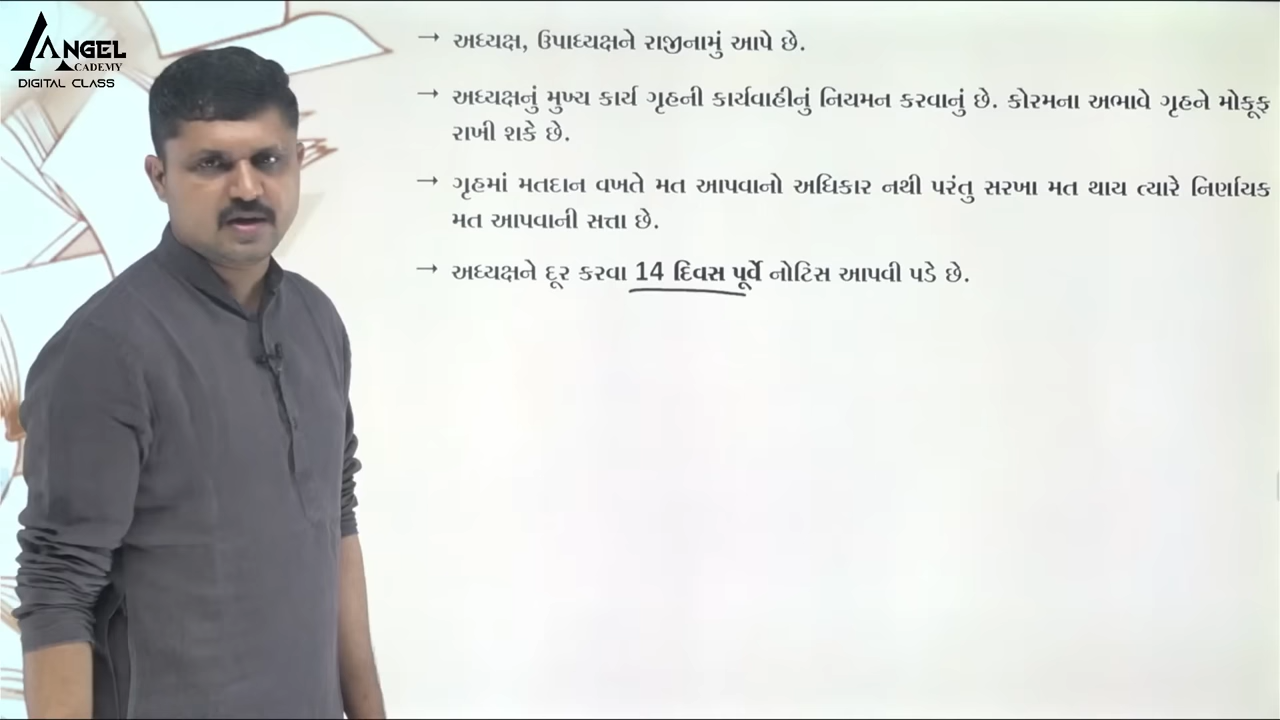 ANGEL
ACADEMY
DIGITAL CLASS
→ અધ્યક્ષ, ઉપાધ્યક્ષને રાજીનામું આપે છે.
→ અધ્યક્ષનું મુખ્ય કાર્ય ગૃહની કાર્યવાહીનું નિયમન કરવાનું છે. કોરમના અભાવે ગૃહને મોકૂફ
રાખી શકે છે.
→ ગૃહમાં મતદાન વખતે મત આપવાનો અધિકાર નથી પરંતુ સરખા મત થાય ત્યારે નિર્ણાયક
મત આપવાની સત્તા છે.
→ અધ્યક્ષને દૂર કરવા 14 દિવસ પૂર્વે નોટિસ આપવી પડે છે.